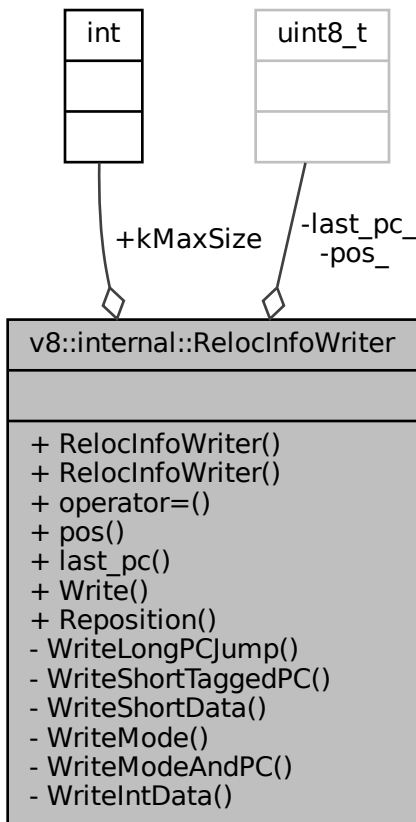 int
uint8_t
+kMaxSize
-last_pc_
-pos_
v8::internal::RelocInfoWriter
+ RelocInfoWriter()
+ RelocInfoWriter()
+ operator=()
+ pos()
+ last_pc()
+ Write()
+ Reposition()
- WriteLongPCJump()
- WriteShortTaggedPC()
- WriteShortData()
- WriteMode()
- WriteModeAndPC()
- WriteIntData()